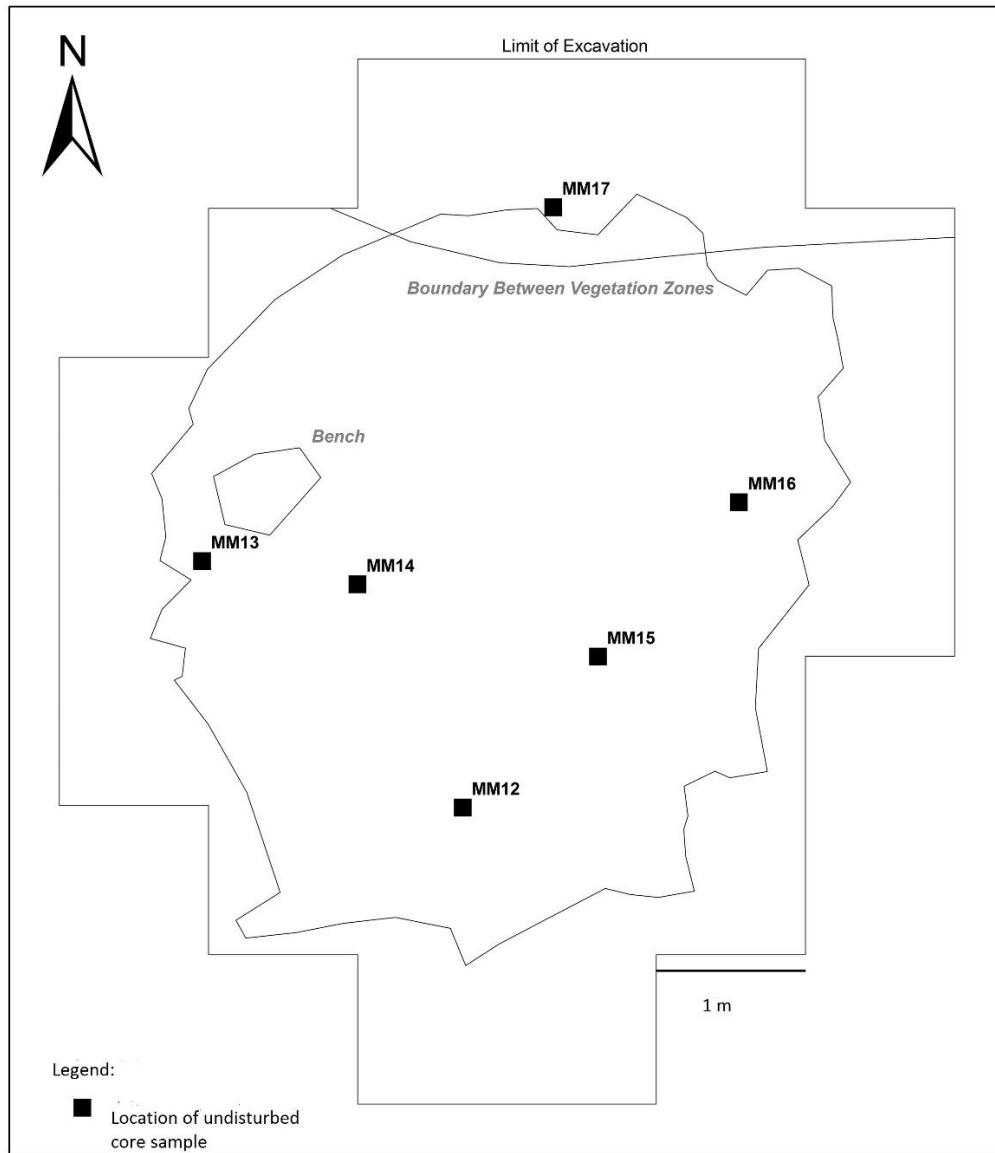 Limit of Excavation
N
MM17
Boundary Between Vegetation Zones
Bench
MM16
MM13
MM14
MM15
MM12
1 m
Legend:
Location of undisturbed
core sample